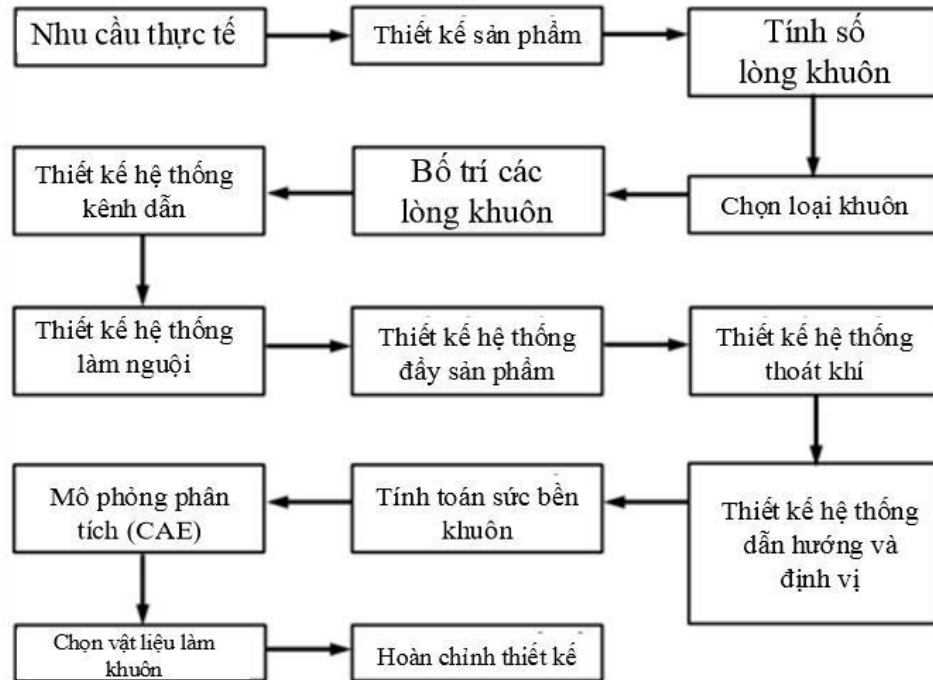 Nhu cầu thực tế
Thiết kế sản phẩm
Tính số
lòng khuôn
Chọn loại khuôn
Bố trí các
lòng khuôn
Thiết kế hệ thống
kênh dẫn
Thiết kế hệ thống
làm nguội
Thiết kế hệ thống
đẩy sản phẩm
Thiết kế hệ thống
thoát khí
Thiết kế hệ thống
dẫn hướng và
định vị
Tính toán sức bền
khuôn
Mô phỏng phân
tích (CAE)
Chọn vật liệu làm
khuôn
Hoàn chỉnh thiết kế